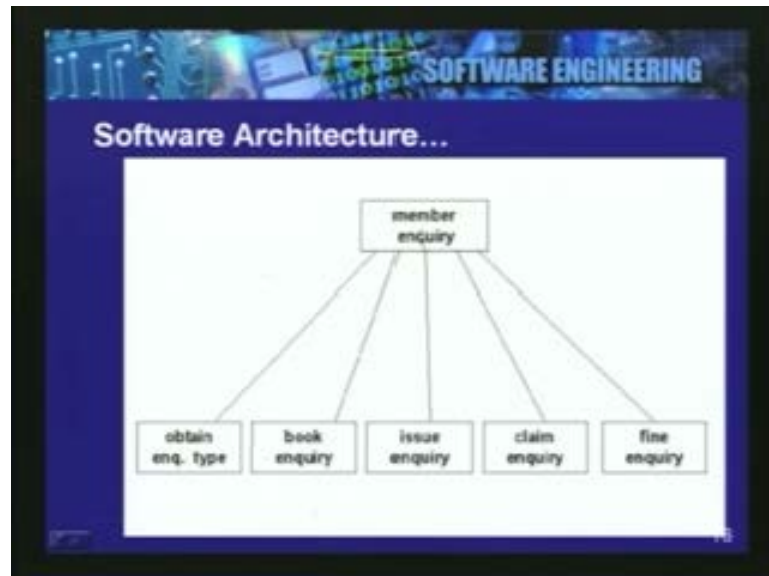 SOFTWARE ENGINEERING
Software Architecture...
member
enquiry
obtain
enq. type
book
enquiry
issue
enquiry
claim
enquiry
fine
enquiry